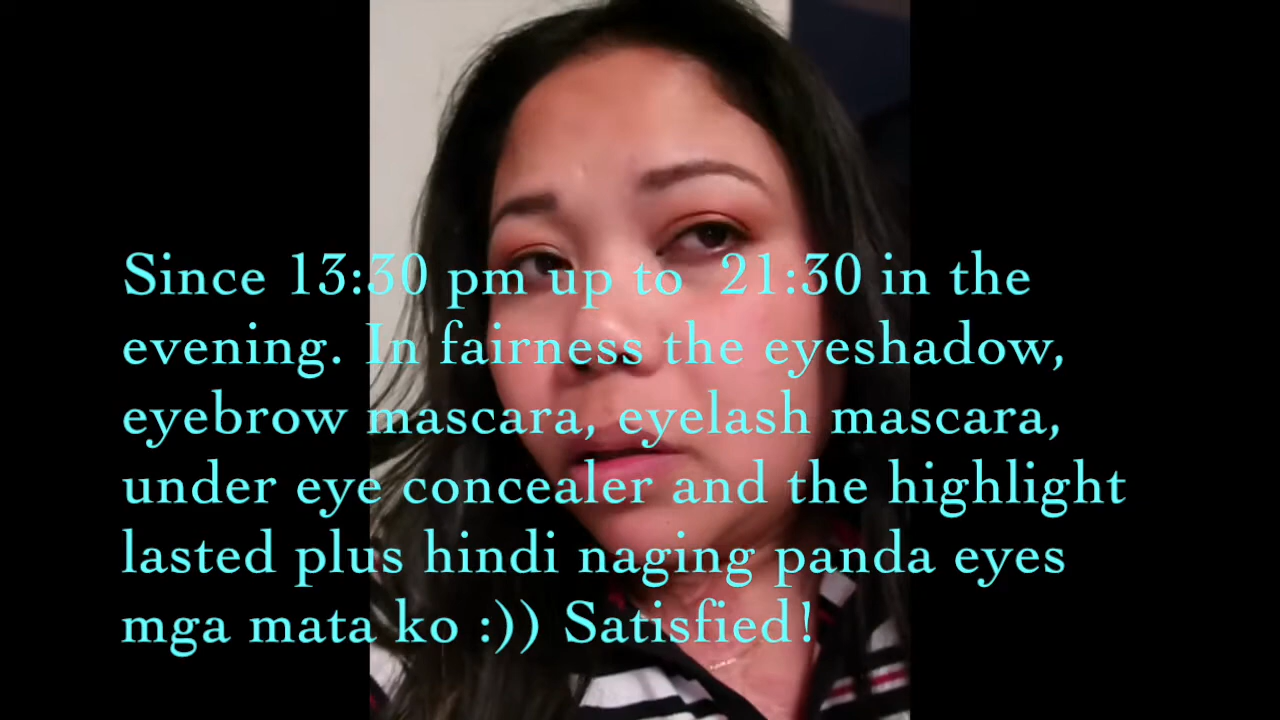 Since 13:30 pm up to 21:30 in the
evening. In fairness the eyeshadow,
eyebrow mascara, eyelash mascara,
under eye concealer and the highlight
lasted plus hindi naging panda eyes
mga mata ko :)) Satisfied!